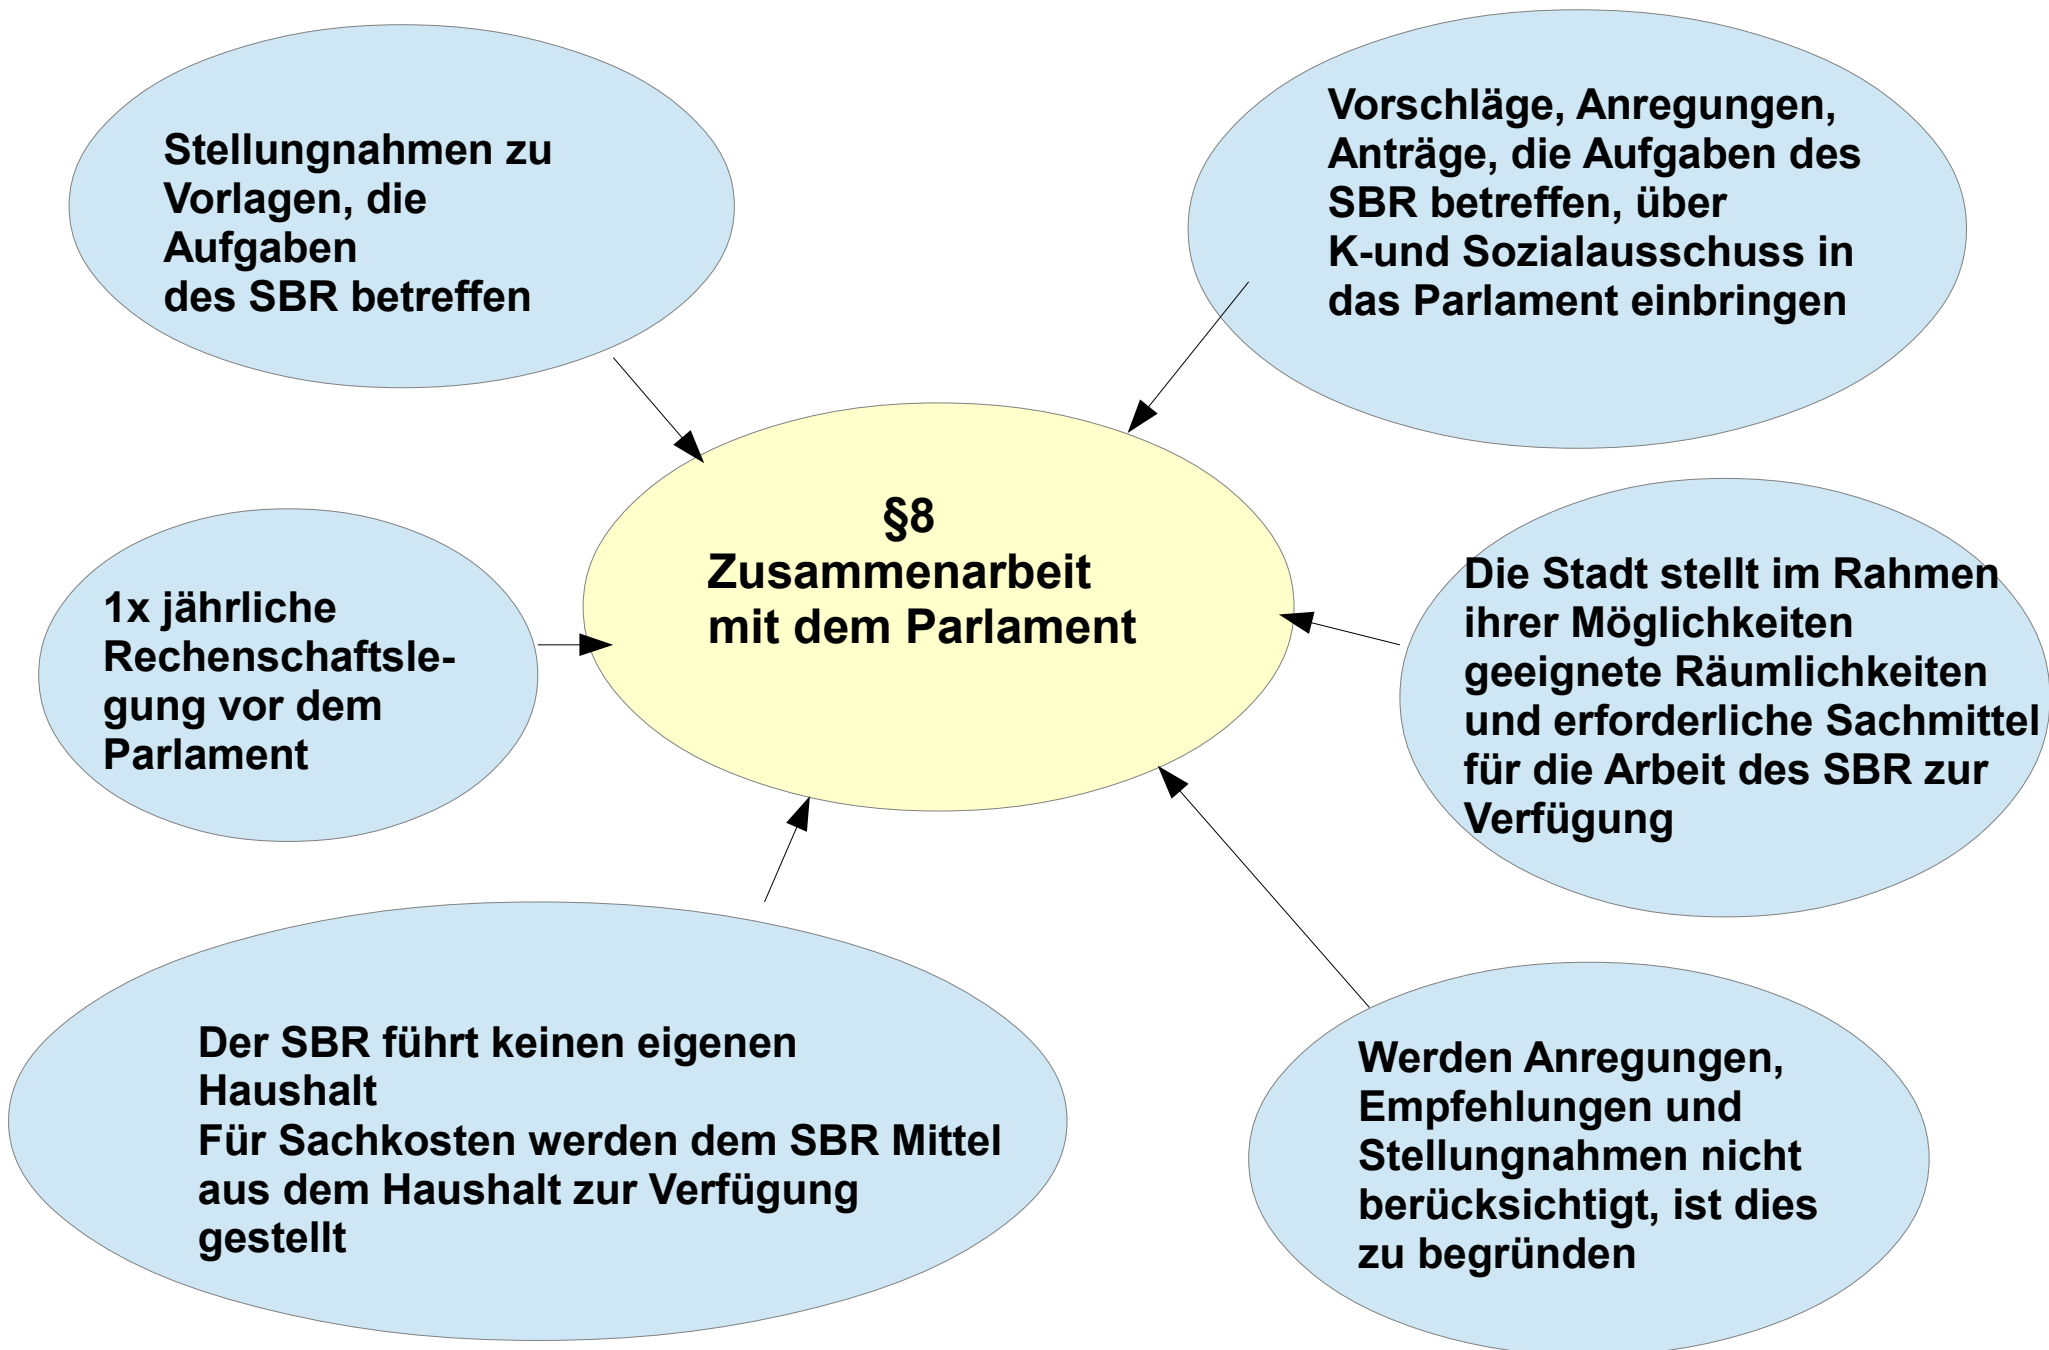 Stellungnahmen zu
Vorlagen, die
Aufgaben
des SBR betreffen
Vorschläge, Anregungen,
Anträge, die Aufgaben des
SBR betreffen, über
K-und Sozialausschuss in
das Parlament einbringen
§8
Zusammenarbeit
mit dem Parlament
1x jährliche
Rechenschaftsle-
gung vor dem
Parlament
Die Stadt stellt im Rahmen
ihrer Möglichkeiten
geeignete Räumlichkeiten
und erforderliche Sachmittel
für die Arbeit des SBR zur
Verfügung
Der SBR führt keinen eigenen
Haushalt
Für Sachkosten werden dem SBR Mittel
aus dem Haushalt zur Verfügung
gestellt
Werden Anregungen,
Empfehlungen und
Stellungnahmen nicht
berücksichtigt, ist dies
zu begründen